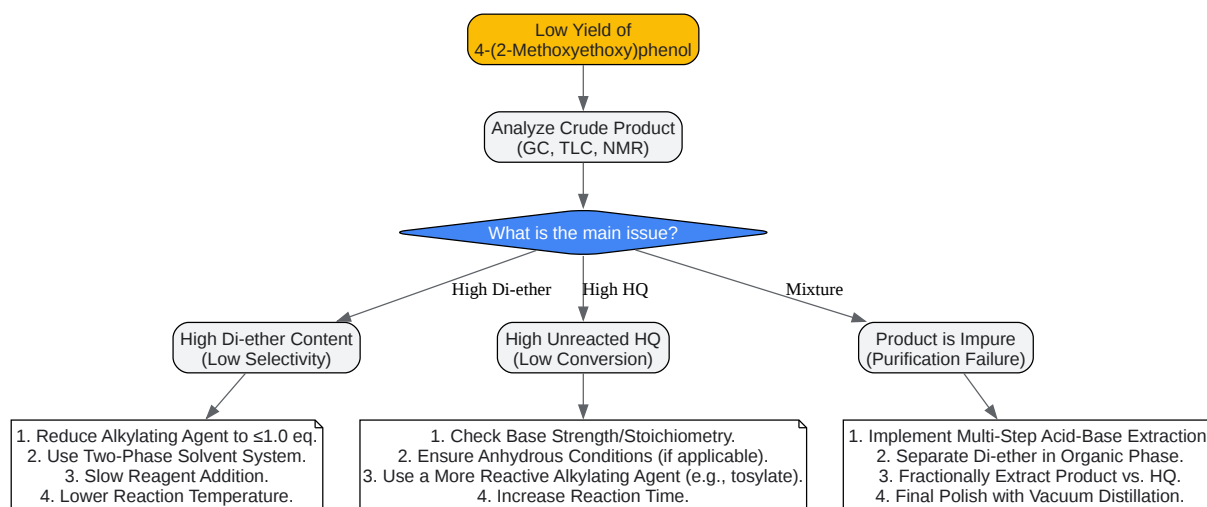 Low Yield of
4-(2-Methoxyethoxy)phenol
Analyze Crude Product
(GC, TLC, NMR)
What is the main issue?
High Di-ether
High HQ
Mixture
High Di-ether Content
(Low Selectivity)
High Unreacted HQ
(Low Conversion)
Product is Impure
(Purification Failure)
1. Reduce Alkylating Agent to ≤1.0 eq.
2. Use Two-Phase Solvent System.
3. Slow Reagent Addition.
4. Lower Reaction Temperature.
1. Check Base Strength/Stoichiometry.
2. Ensure Anhydrous Conditions (if applicable).
3. Use a More Reactive Alkylating Agent (e.g., tosylate).
4. Increase Reaction Time.
1. Implement Multi-Step Acid-Base Extraction
2. Separate Di-ether in Organic Phase.
3. Fractionally Extract Product vs. HQ.
4. Final Polish with Vacuum Distillation.